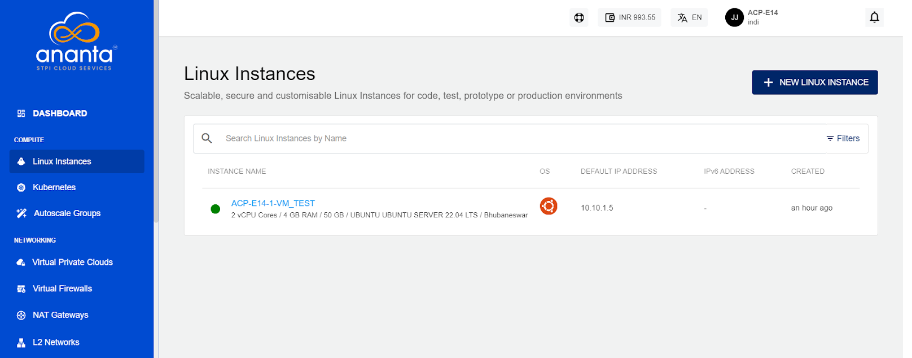 ananta
STPI CLOUD SERVICES
INR 993.55
EN
JJ
ACP-E14
indi
DASHBOARD
COMPUTE
Linux Instances
Kubernetes
Autoscale Groups
NETWORKING
Virtual Private Clouds
Virtual Firewalls
NAT Gateways
L2 Networks
Linux Instances
Scalable, secure and customisable Linux Instances for code, test, prototype or production environments
NEW LINUX INSTANCE
Search Linux Instances by Name
Filters
INSTANCE NAME OS DEFAULT IP ADDRESS IPv6 ADDRESS CREATED
ACP-E14-1-VM_TEST
2 vCPU Cores / 4 GB RAM / 50 GB / UBUNTU UBUNTU SERVER 22.04 LTS / Bhubaneswar
10.10.1.5 - an hour ago